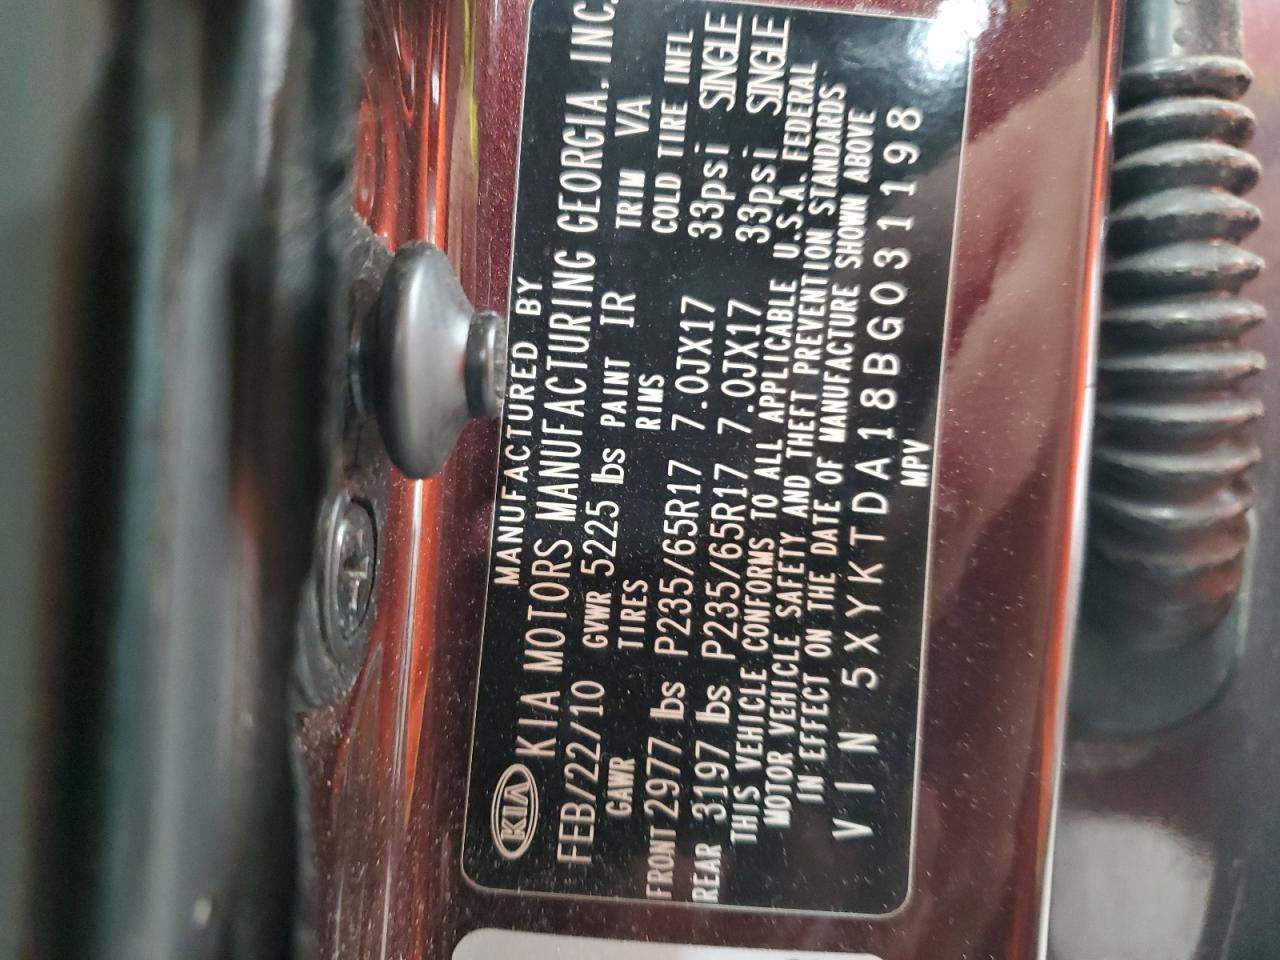 MANUFACTURED BY
KIA KIA MOTORS MANUFACTURING GEORGIA, INC.
FEB/22/10 GVWR 5225 lbs PAINT IR TRIM VA
GAWR TIRES RIMS COLD TIRE INFL
FRONT 2977 lbs P235/65R17 7.0JX17 33psi SINGLE
REAR 3197 lbs P235/65R17 7.0JX17 33psi SINGLE
THIS VEHICLE CONFORMS TO ALL APPLICABLE U.S.A. FEDERAL
MOTOR VEHICLE SAFETY AND THEFT PREVENTION STANDARDS
IN EFFECT ON THE DATE OF MANUFACTURE SHOWN ABOVE
VIN 5XYKTDA18BG031198
MPV